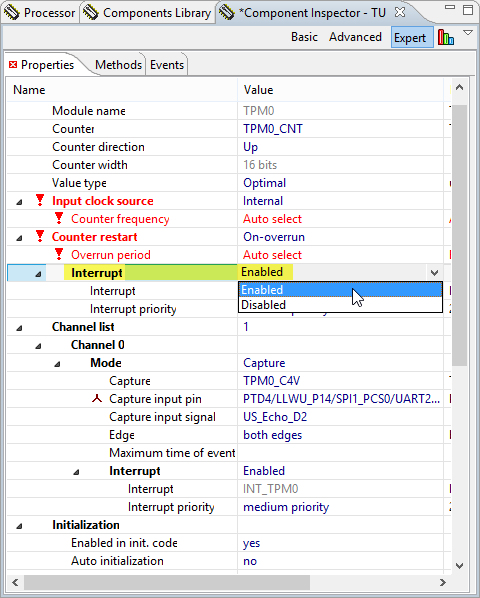 Processor Components Library *Component Inspector - TU
Basic Advanced Expert
Properties Methods Events
Name Value
Module name TPM0
Counter TPM0_CNT
Counter direction Up
Counter width 16 bits
Value type Optimal
Input clock source Internal
Counter frequency Auto select
Counter restart On-overrun
Overrun period Auto select
Interrupt Enabled
Interrupt Enabled
Interrupt priority Disabled
Channel list 1
Channel 0
Mode Capture
Capture TPM0_C4V
Capture input pin PTD4/LLWU_P14/SPI1_PCS0/UART2...
Capture input signal US_Echo_D2
Edge both edges
Maximum time of event
Interrupt Enabled
Interrupt INT_TPM0
Interrupt priority medium priority
Initialization
Enabled in init. code yes
Auto initialization no